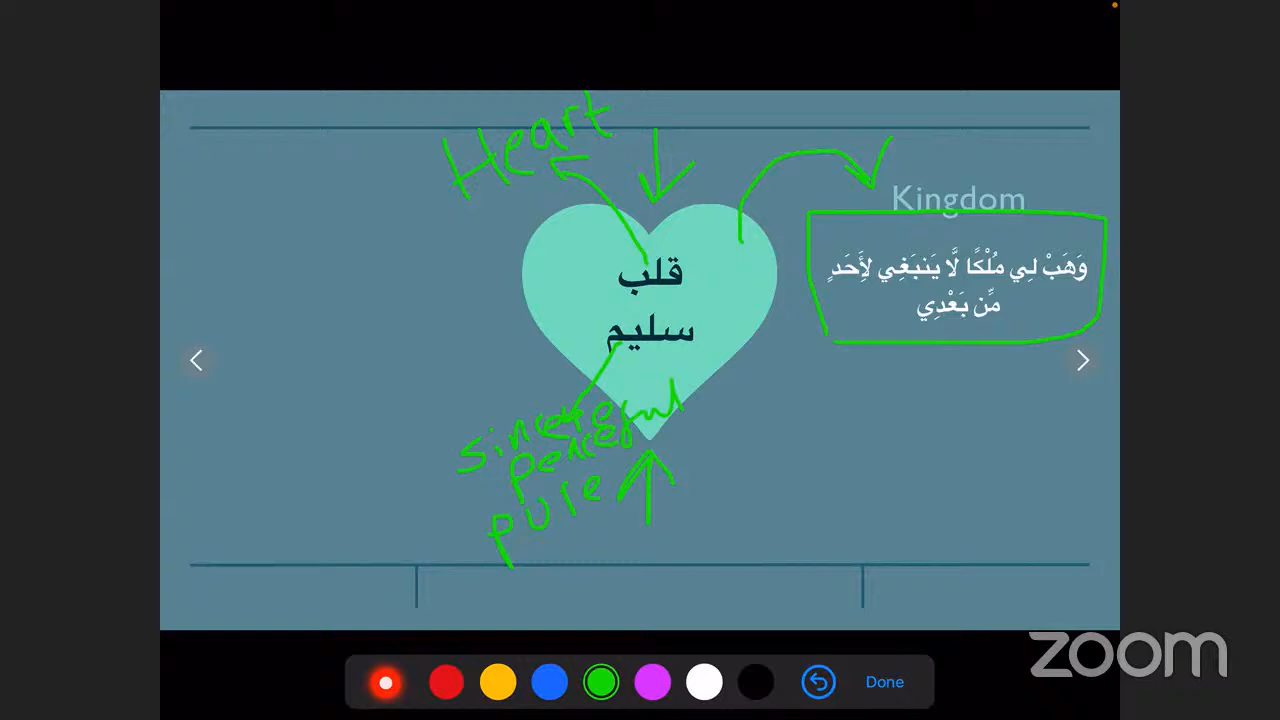 Heart
Kingdom
قلب
سليم
وَهَبْ لِي مُلْكًا لَّا يَنبَغِي لِأَحَدٍ
مِّن بَعْدِي
sincere
peaceful
pure
zoom
Done